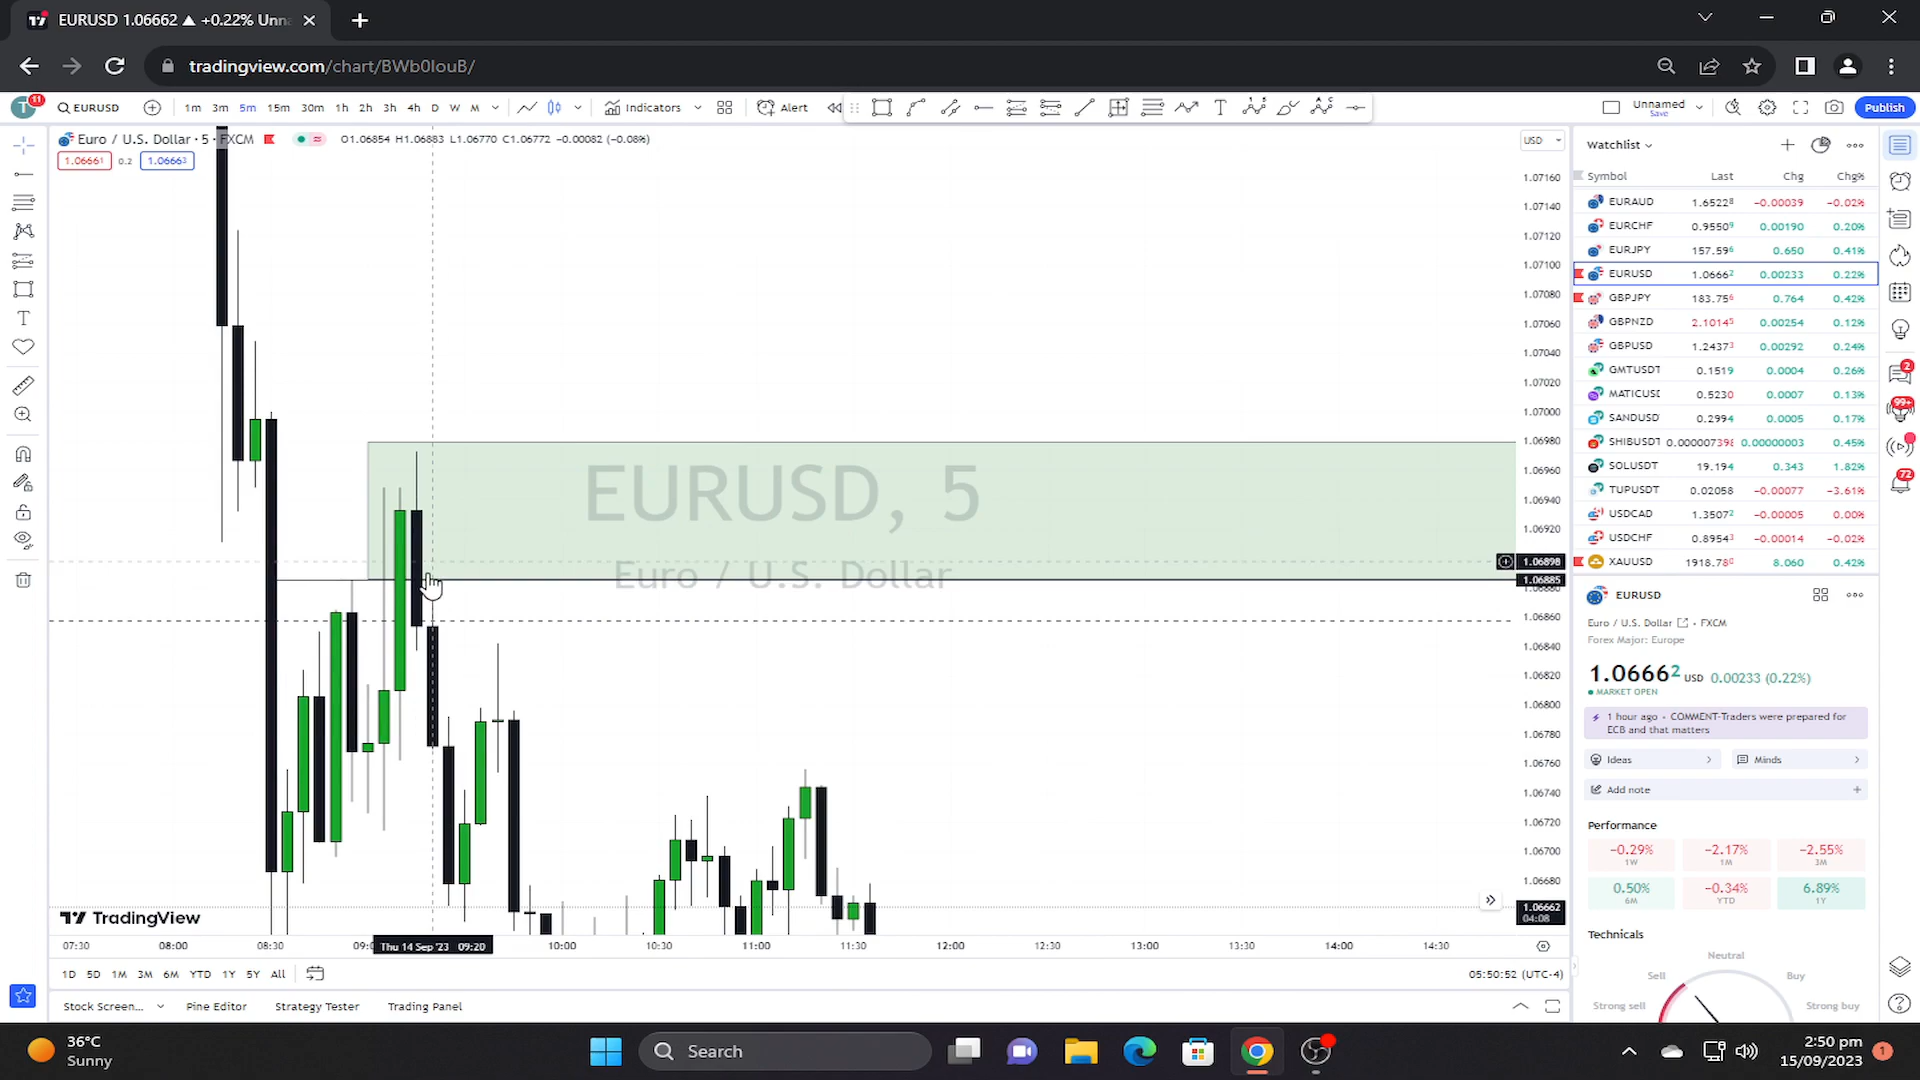 EURUSD 1.06662 ▲ +0.22% Unna
tradingview.com/chart/BWb0louB/
T 11 EURUSD 1m 3m 5m 15m 30m 1h 2h 3h 4h D W M Indicators Alert Unnamed Save Publish
Euro / U.S. Dollar · 5 · FXCM O1.06854 H1.06883 L1.06770 C1.06772 −0.00082 (−0.08%)
1.06661 0.2 1.06663
USD
EURUSD, 5
Euro / U.S. Dollar
1.07160
1.07140
1.07120
1.07100
1.07080
1.07060
1.07040
1.07020
1.07000
1.06980
1.06960
1.06940
1.06920
1.06898
1.06885
1.06860
1.06840
1.06820
1.06800
1.06780
1.06760
1.06740
1.06720
1.06700
1.06680
1.06662
04:08
TradingView
07:30 08:00 08:30 Thu 14 Sep '23 09:20 10:00 10:30 11:00 11:30 12:00 12:30 13:00 13:30 14:00 14:30
1D 5D 1M 3M 6M YTD 1Y 5Y All 05:50:52 (UTC-4)
Stock Screen... Pine Editor Strategy Tester Trading Panel
Watchlist
Symbol Last Chg Chg%
EURAUD 1.65228 −0.00039 −0.02%
EURCHF 0.95509 0.00190 0.20%
EURJPY 157.596 0.650 0.41%
EURUSD 1.06662 0.00233 0.22%
GBPJPY 183.756 0.764 0.42%
GBPNZD 2.10145 0.00254 0.12%
GBPUSD 1.24373 0.00292 0.24%
GMTUSDT 0.1519 0.0004 0.26%
MATICUSD 0.5230 0.0007 0.13%
SANDUSD 0.2994 0.0005 0.17%
SHIBUSDT 0.00000739 0.00000003 0.45%
SOLUSDT 19.194 0.343 1.82%
TUPUSDT 0.02058 −0.00077 −3.61%
USDCAD 1.35072 −0.00005 0.00%
USDCHF 0.89543 −0.00014 −0.02%
XAUUSD 1918.780 8.060 0.42%
EURUSD
Euro / U.S. Dollar · FXCM
Forex Major: Europe
1.06662 USD 0.00233 (0.22%)
MARKET OPEN
1 hour ago · COMMENT-Traders were prepared for
ECB and that matters
Ideas Minds
Add note
Performance
−0.29% −2.17% −2.55%
1W 1M 3M
0.50% −0.34% 6.89%
6M YTD 1Y
Technicals
Neutral
Sell Buy
Strong sell Strong buy
2
99+
72
36°C
Sunny
Search
2:50 pm
15/09/2023
1